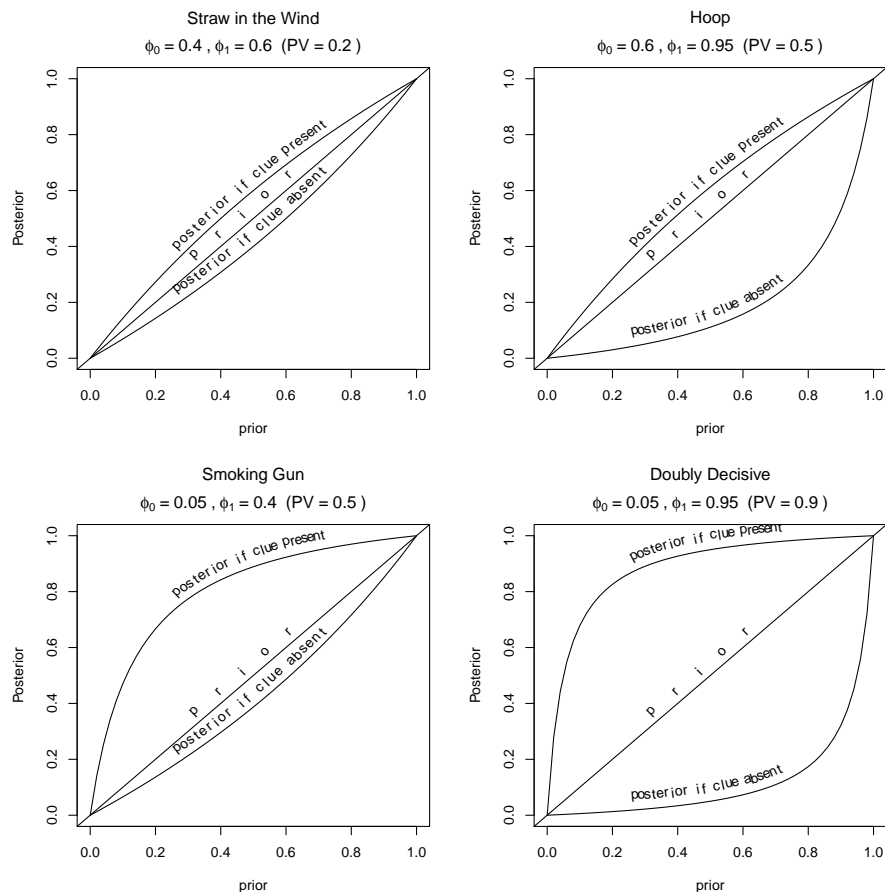 Straw in the Wind
ϕ0 = 0.4 , ϕ1 = 0.6 (PV = 0.2 )
Posterior
1.0
0.8
0.6
0.4
0.2
0.0
posterior if clue present
prior
posterior if clue absent
0.0 0.2 0.4 0.6 0.8 1.0
prior
Hoop
ϕ0 = 0.6 , ϕ1 = 0.95 (PV = 0.5 )
Posterior
1.0
0.8
0.6
0.4
0.2
0.0
posterior if clue present
prior
posterior if clue absent
0.0 0.2 0.4 0.6 0.8 1.0
prior
Smoking Gun
ϕ0 = 0.05 , ϕ1 = 0.4 (PV = 0.5 )
Posterior
1.0
0.8
0.6
0.4
0.2
0.0
posterior if clue present
prior
posterior if clue absent
0.0 0.2 0.4 0.6 0.8 1.0
prior
Doubly Decisive
ϕ0 = 0.05 , ϕ1 = 0.95 (PV = 0.9 )
Posterior
1.0
0.8
0.6
0.4
0.2
0.0
posterior if clue present
prior
posterior if clue absent
0.0 0.2 0.4 0.6 0.8 1.0
prior